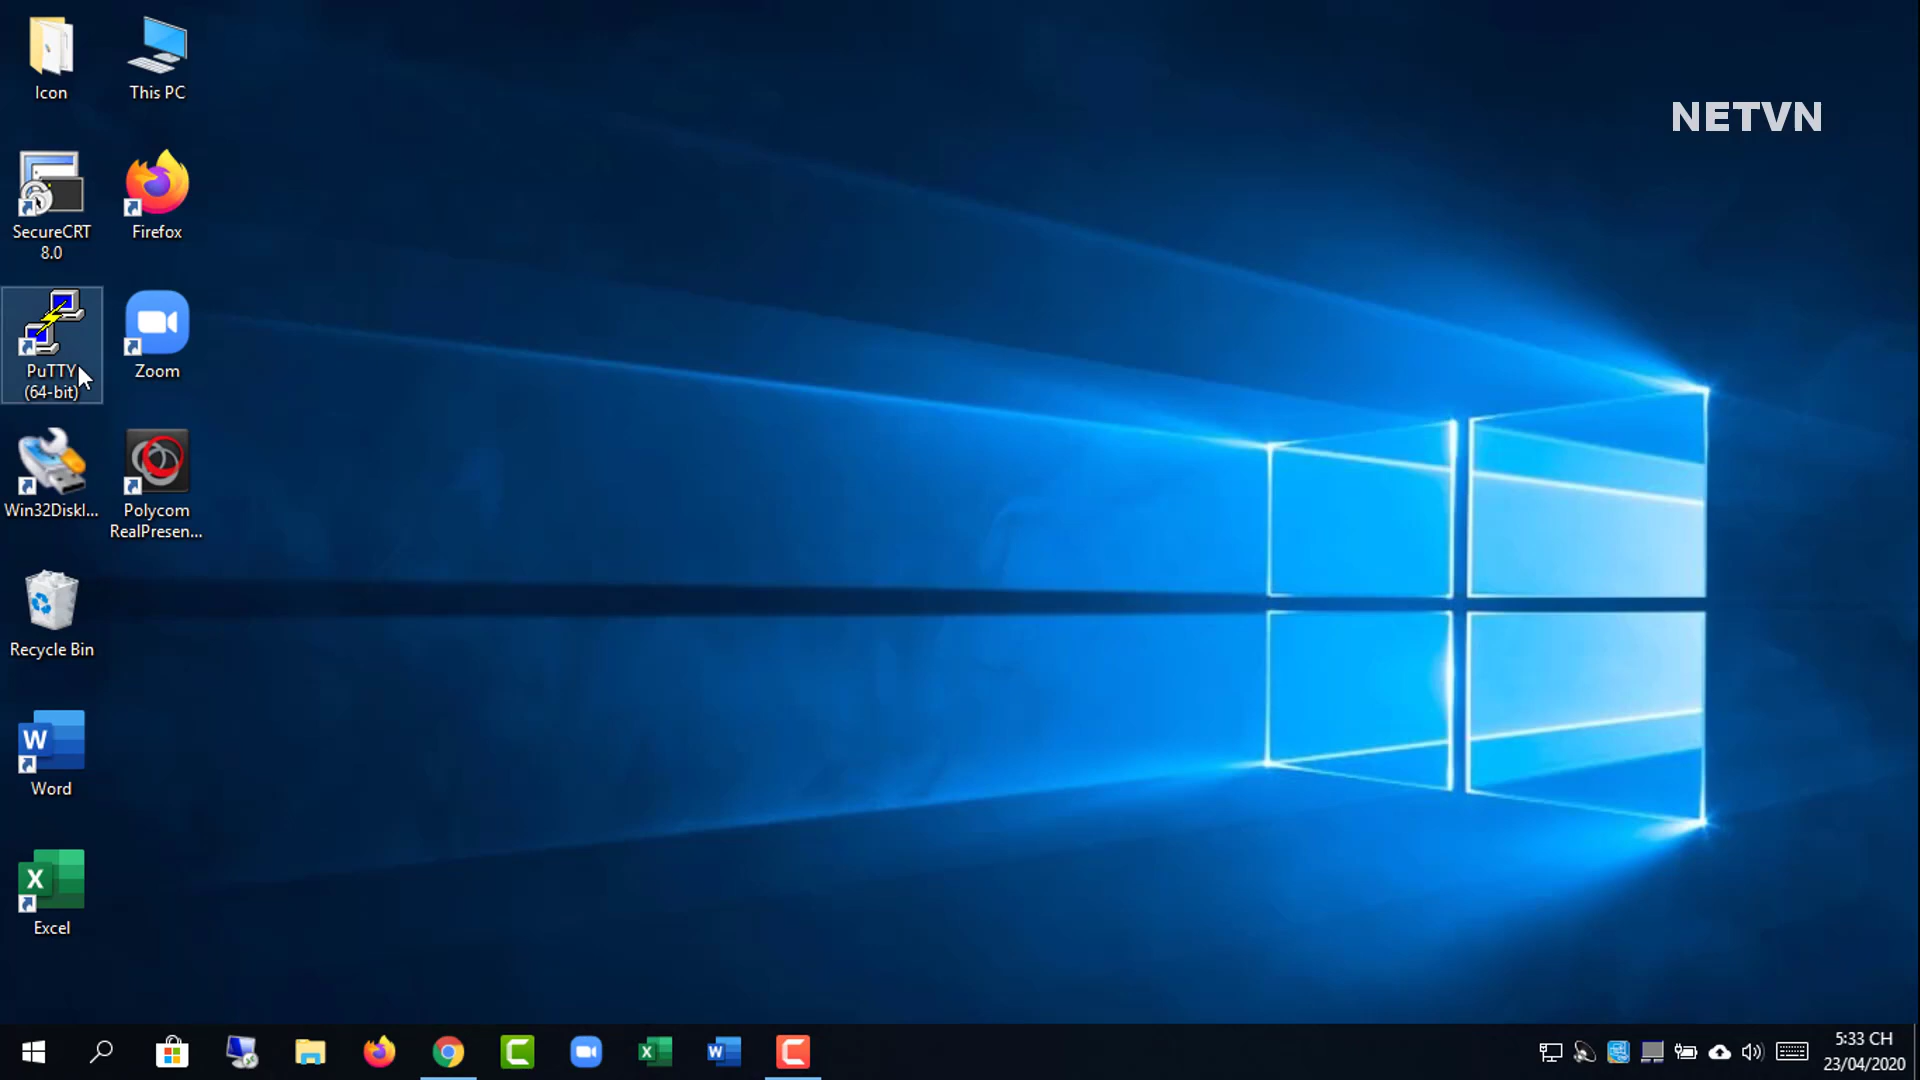 Icon
This PC
NETVN
SecureCRT
8.0
Firefox
PuTTY
(64-bit)
Zoom
Win32DiskI...
Polycom
RealPresen...
Recycle Bin
W
Word
X
Excel
5:33 CH
23/04/2020